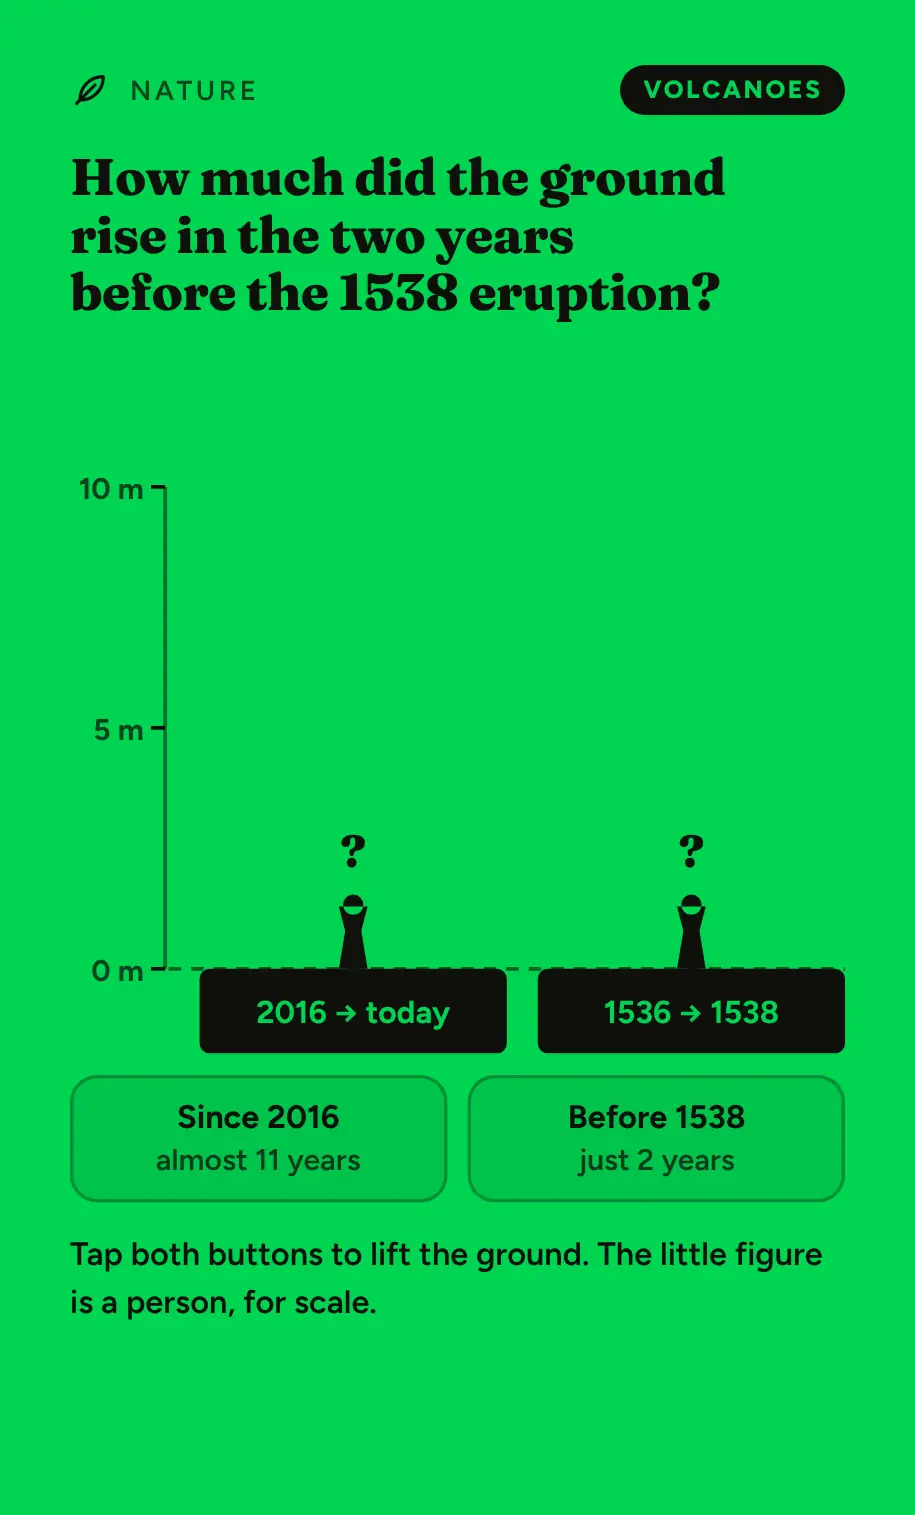 NATURE
VOLCANOES
How much did the ground
rise in the two years
before the 1538 eruption?
10 m
5 m
0 m
?
?
2016 → today
1536 → 1538
Since 2016
almost 11 years
Before 1538
just 2 years
Tap both buttons to lift the ground. The little figure
is a person, for scale.